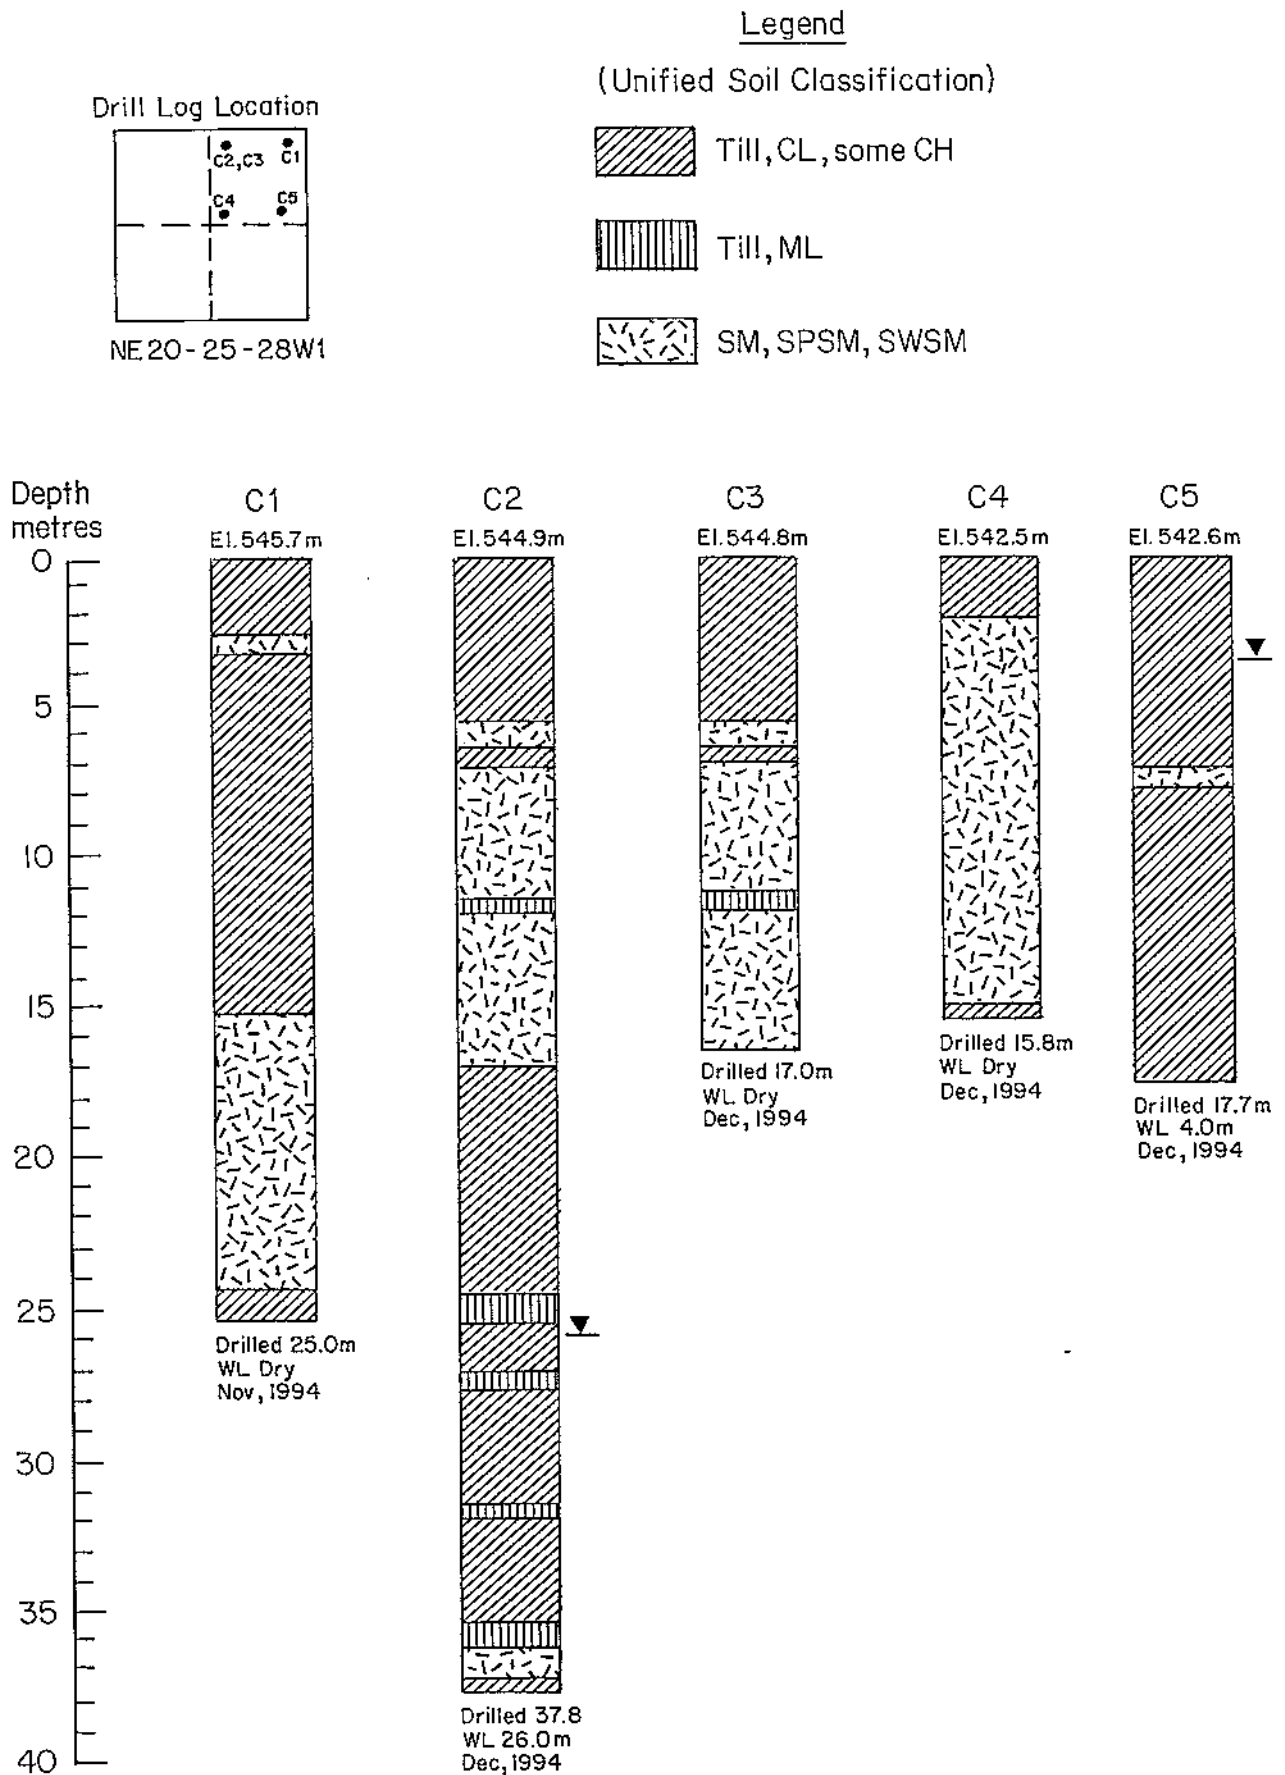 Legend
(Unified Soil Classification)
Drill Log Location
C2,C3
C1
C4
C5
NE20-25-28W1
Till, CL, some CH
Till, ML
SM, SPSM, SWSM
Depth
metres
C1
El. 545.7m
C2
El. 544.9m
C3
El. 544.8m
C4
El. 542.5m
C5
El. 542.6m
0
5
10
15
20
25
30
35
40
Drilled 25.0m
WL Dry
Nov, 1994
Drilled 37.8
WL 26.0m
Dec, 1994
Drilled 17.0m
WL Dry
Dec, 1994
Drilled 15.8m
WL Dry
Dec, 1994
Drilled 17.7m
WL 4.0m
Dec, 1994